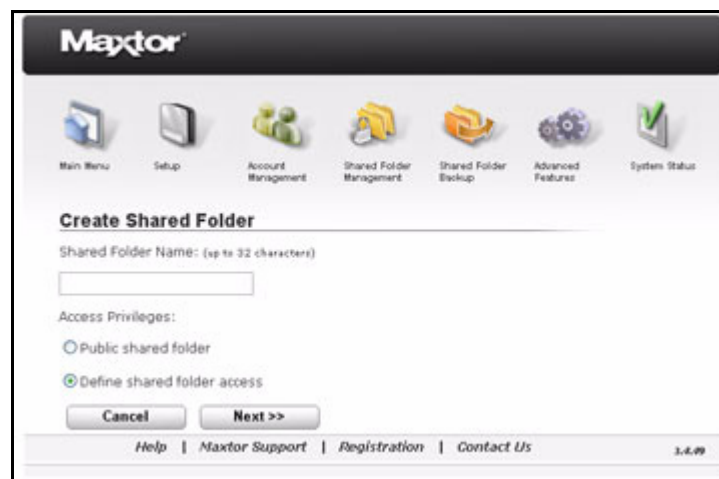 Maxtor
Main Menu
Setup
Account Management
Shared Folder Management
Shared Folder Backup
Advanced Features
System Status
Create Shared Folder
Shared Folder Name: (up to 32 characters)
Access Privileges:
Public shared folder
Define shared folder access
Cancel
Next >>
Help | Maxtor Support | Registration | Contact Us